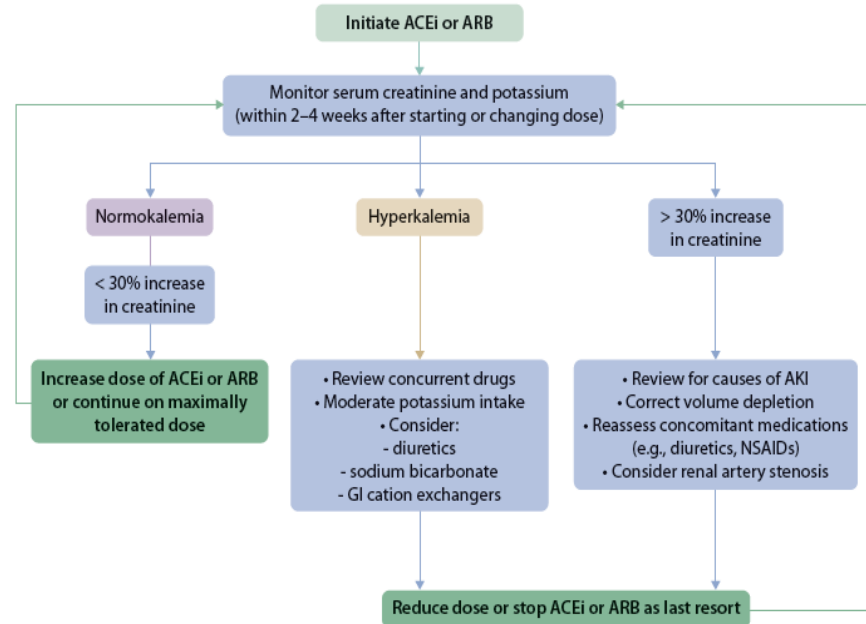 Initiate ACEi or ARB
Monitor serum creatinine and potassium
(within 2–4 weeks after starting or changing dose)
Normokalemia
Hyperkalemia
> 30% increase
in creatinine
< 30% increase
in creatinine
Increase dose of ACEi or ARB
or continue on maximally
tolerated dose
• Review concurrent drugs
• Moderate potassium intake
• Consider:
- diuretics
- sodium bicarbonate
- GI cation exchangers
• Review for causes of AKI
• Correct volume depletion
• Reassess concomitant medications
(e.g., diuretics, NSAIDs)
• Consider renal artery stenosis
Reduce dose or stop ACEi or ARB as last resort